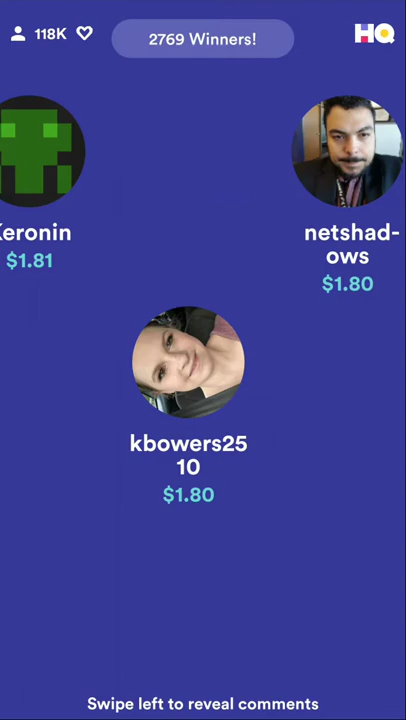 118K
2769 Winners!
HQ
Keronin
$1.81
netshad-
ows
$1.80
kbowers25
10
$1.80
Swipe left to reveal comments